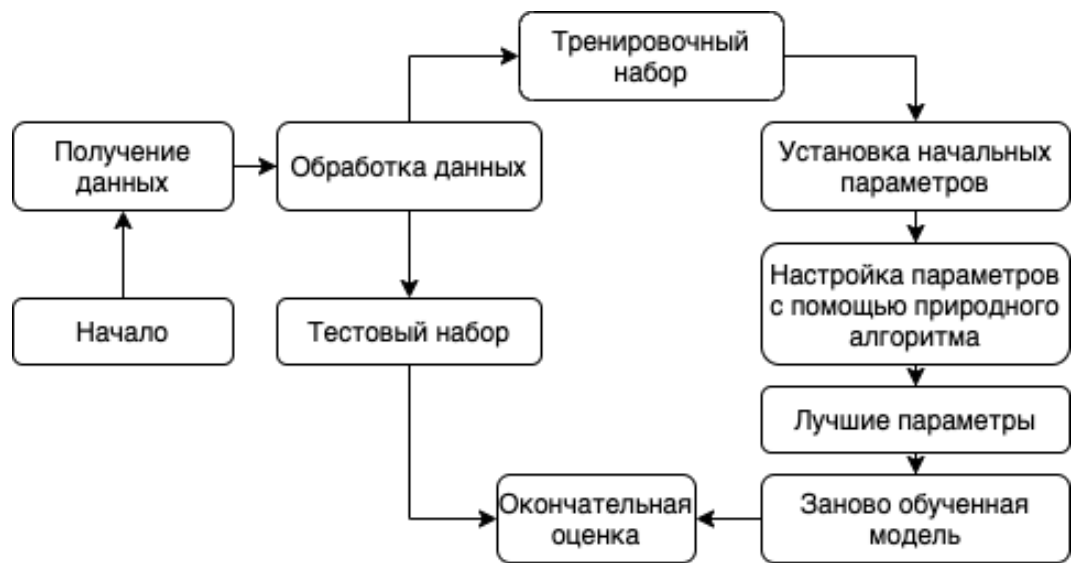 Тренировочный
набор
Получение
данных
Обработка данных
Установка начальных
параметров
Начало
Тестовый набор
Настройка параметров
с помощью природного
алгоритма
Лучшие параметры
Окончательная
оценка
Заново обученная
модель